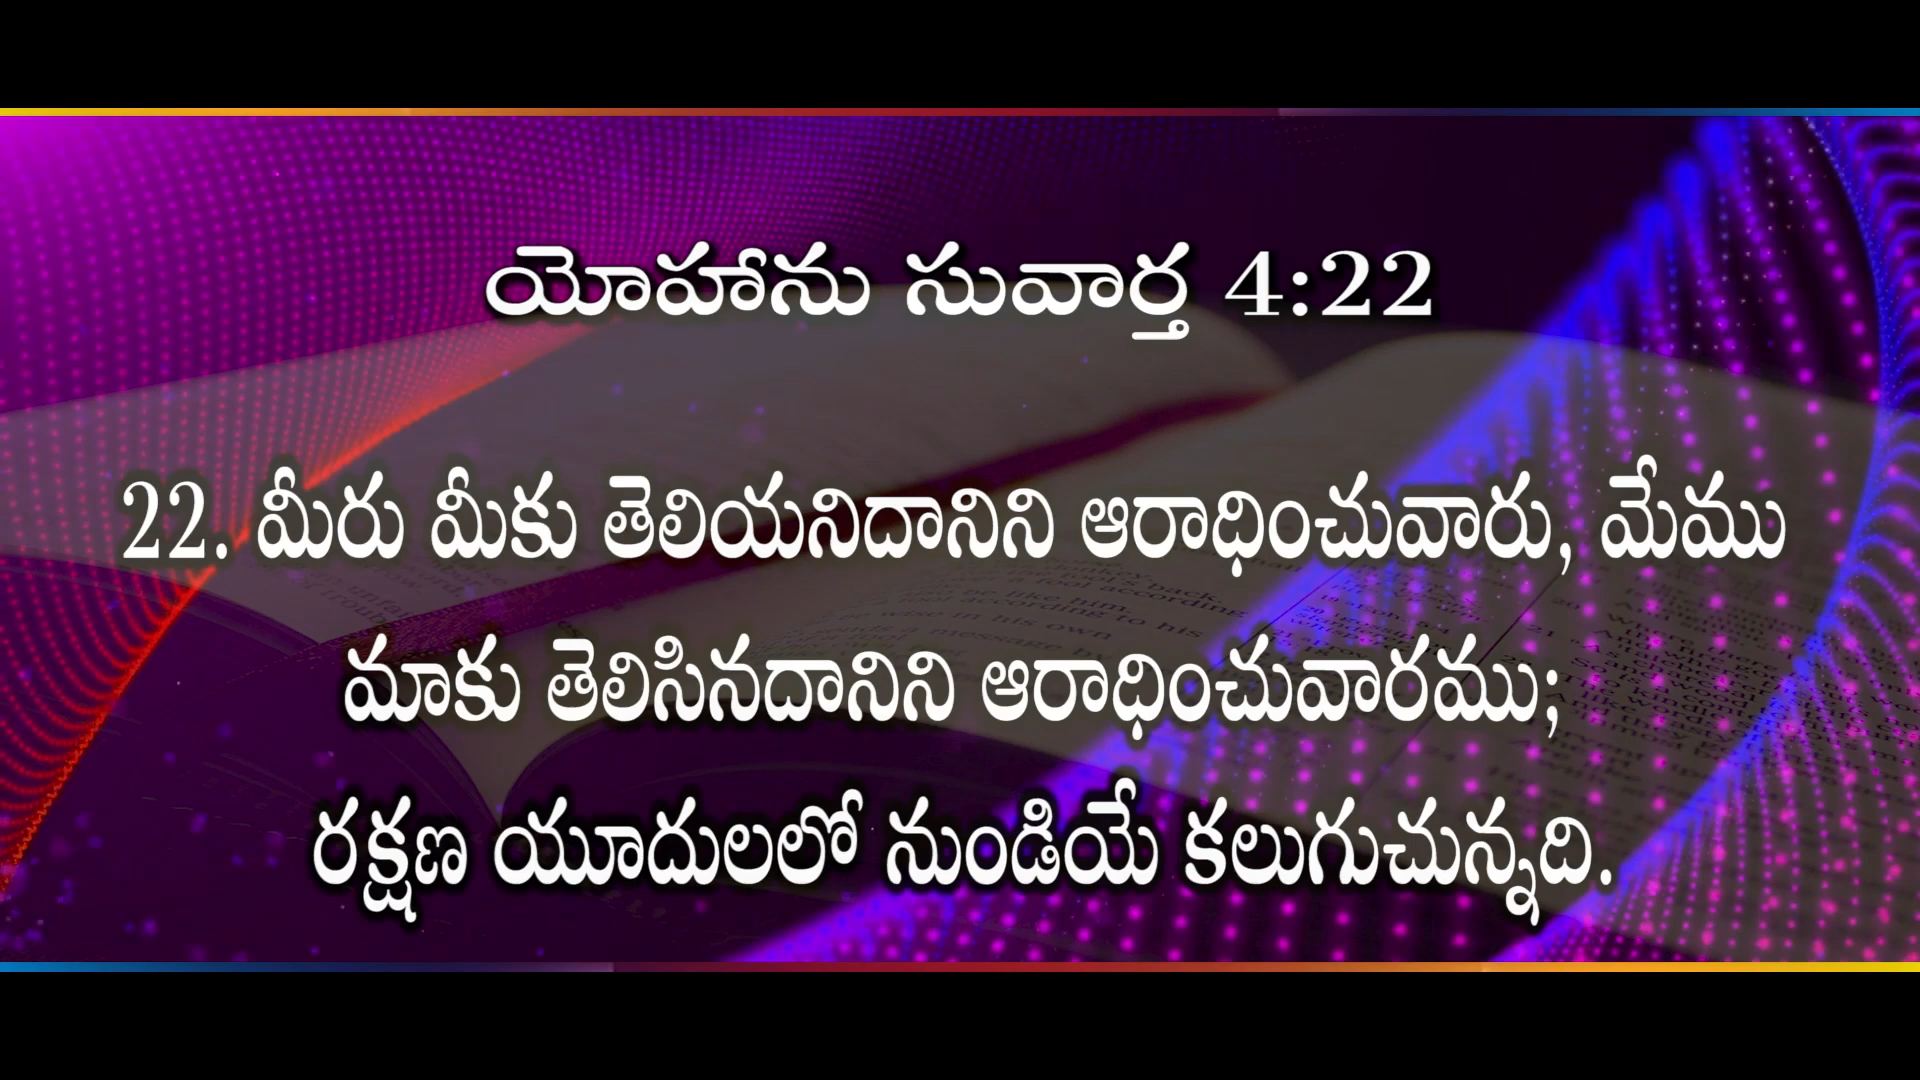 యోహాను సువార్త 4:22
22. మీరు మీకు తెలియనిదానిని ఆరాధించువారు, మేము
మాకు తెలిసినదానిని ఆరాధించువారము;
రక్షణ యూదులలో నుండియే కలుగుచున్నది.